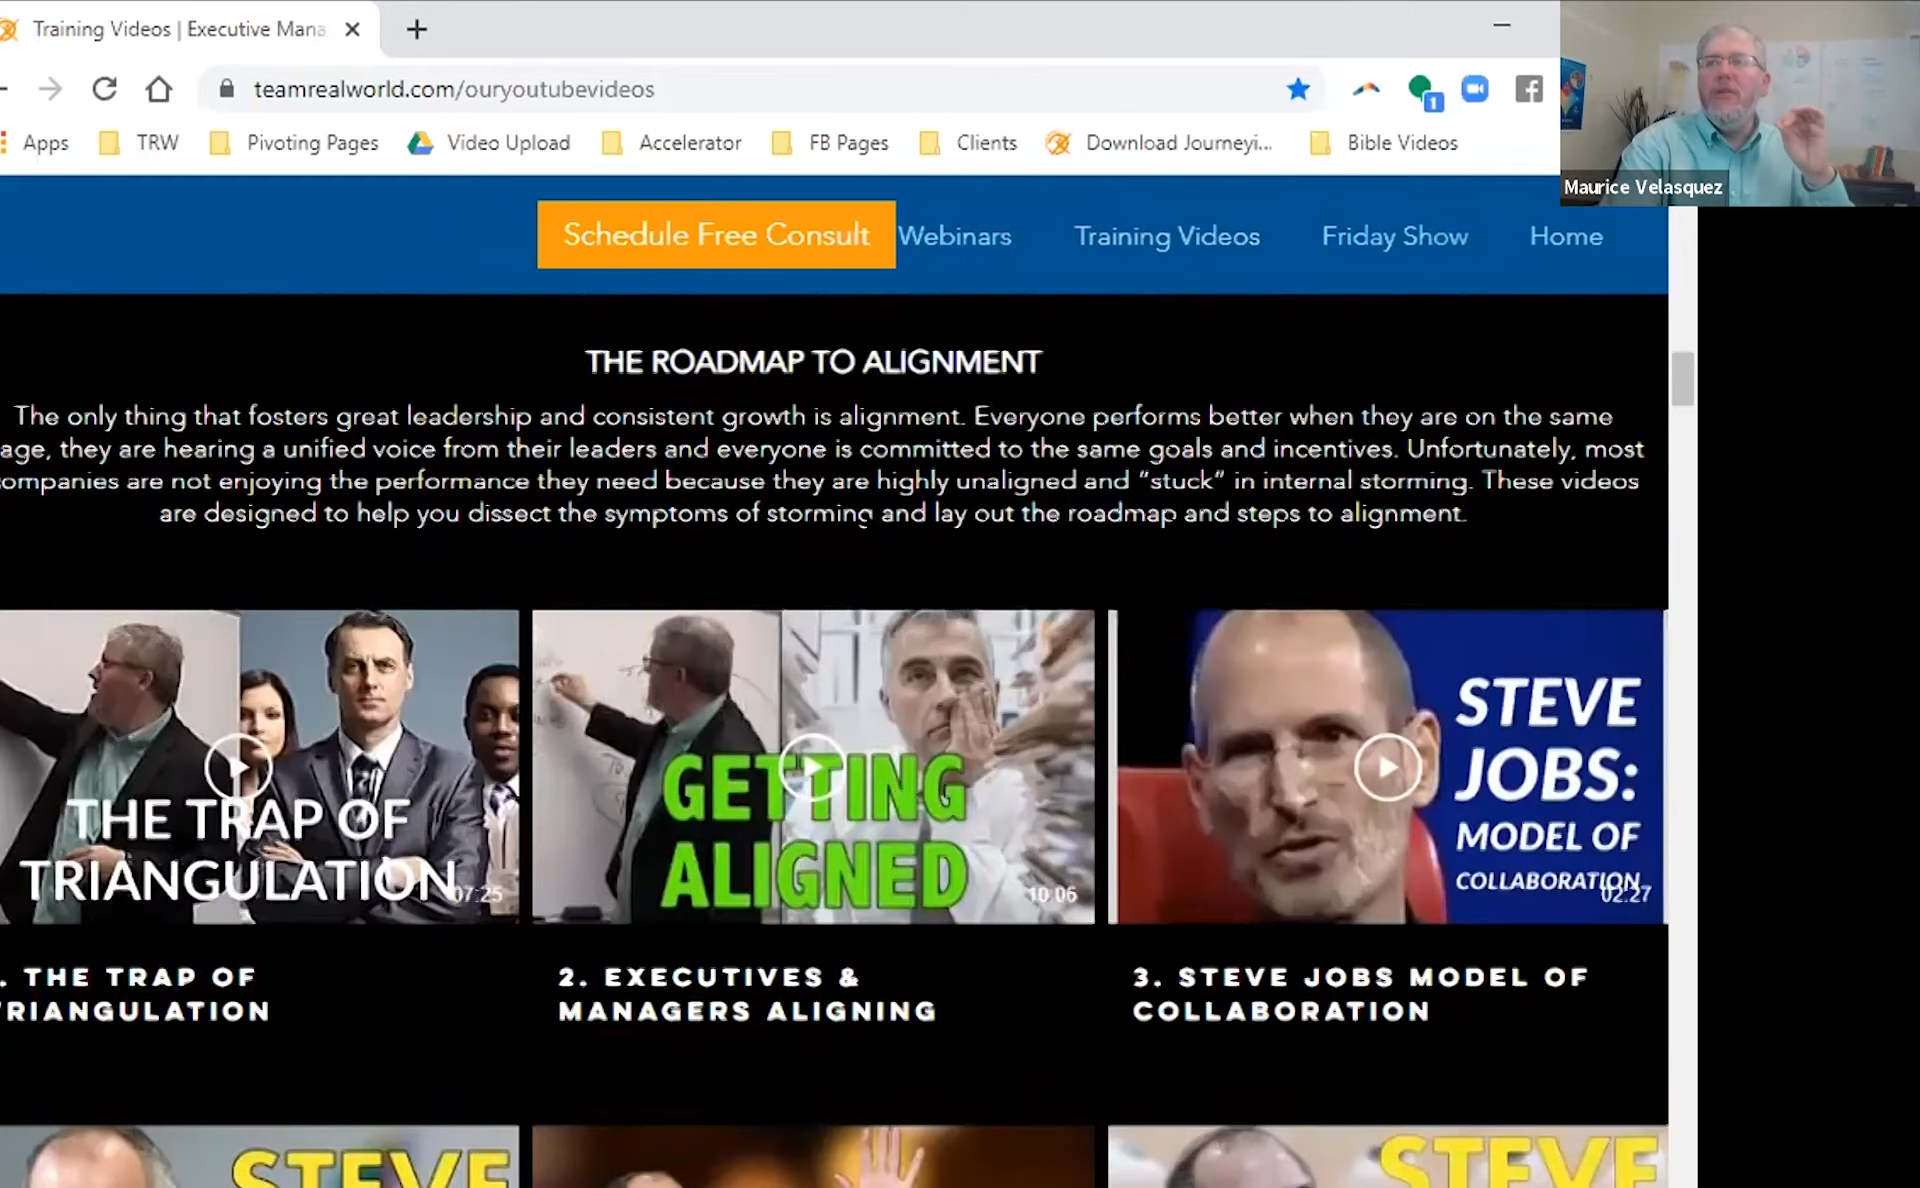 Training Videos | Executive Mana
teamrealworld.com/ouryoutubevideos
1
Apps TRW Pivoting Pages Video Upload Accelerator FB Pages Clients Download Journeyi... Bible Videos
Maurice Velasquez
Schedule Free Consult Webinars Training Videos Friday Show Home
THE ROADMAP TO ALIGNMENT
The only thing that fosters great leadership and consistent growth is alignment. Everyone performs better when they are on the same
age, they are hearing a unified voice from their leaders and everyone is committed to the same goals and incentives. Unfortunately, most
ompanies are not enjoying the performance they need because they are highly unaligned and “stuck” in internal storming. These videos
are designed to help you dissect the symptoms of storming and lay out the roadmap and steps to alignment.
THE TRAP OF
TRIANGULATION
07:25
GETTING
ALIGNED
10:06
STEVE
JOBS:
MODEL OF
COLLABORATION
02:27
. THE TRAP OF
RIANGULATION
2. EXECUTIVES &
MANAGERS ALIGNING
3. STEVE JOBS MODEL OF
COLLABORATION
STEVE
STEVE